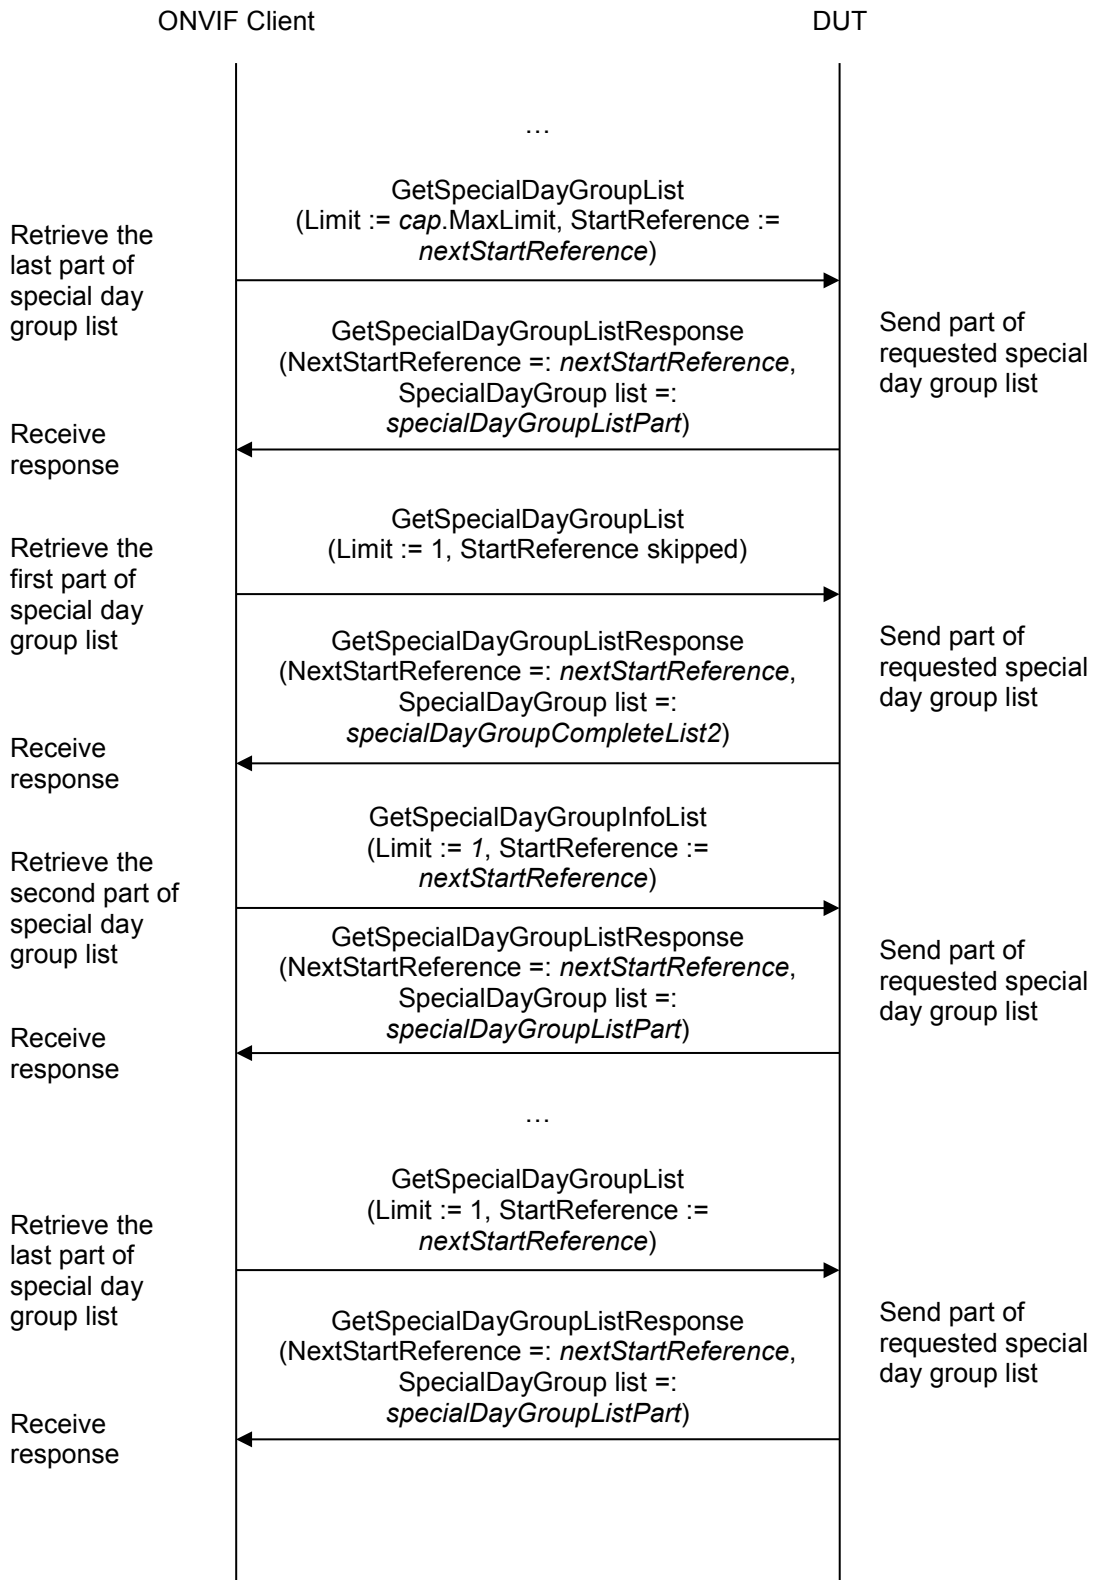 ONVIF Client
DUT
…
GetSpecialDayGroupList
(Limit := cap.MaxLimit, StartReference :=
nextStartReference)
Retrieve the
last part of
special day
group list
GetSpecialDayGroupListResponse
(NextStartReference =: nextStartReference,
SpecialDayGroup list =:
specialDayGroupListPart)
Send part of
requested special
day group list
Receive
response
GetSpecialDayGroupList
(Limit := 1, StartReference skipped)
Retrieve the
first part of
special day
group list
GetSpecialDayGroupListResponse
(NextStartReference =: nextStartReference,
SpecialDayGroup list =:
specialDayGroupCompleteList2)
Send part of
requested special
day group list
Receive
response
GetSpecialDayGroupInfoList
(Limit := 1, StartReference :=
nextStartReference)
Retrieve the
second part of
special day
group list
GetSpecialDayGroupListResponse
(NextStartReference =: nextStartReference,
SpecialDayGroup list =:
specialDayGroupListPart)
Send part of
requested special
day group list
Receive
response
…
GetSpecialDayGroupList
(Limit := 1, StartReference :=
nextStartReference)
Retrieve the
last part of
special day
group list
GetSpecialDayGroupListResponse
(NextStartReference =: nextStartReference,
SpecialDayGroup list =:
specialDayGroupListPart)
Send part of
requested special
day group list
Receive
response